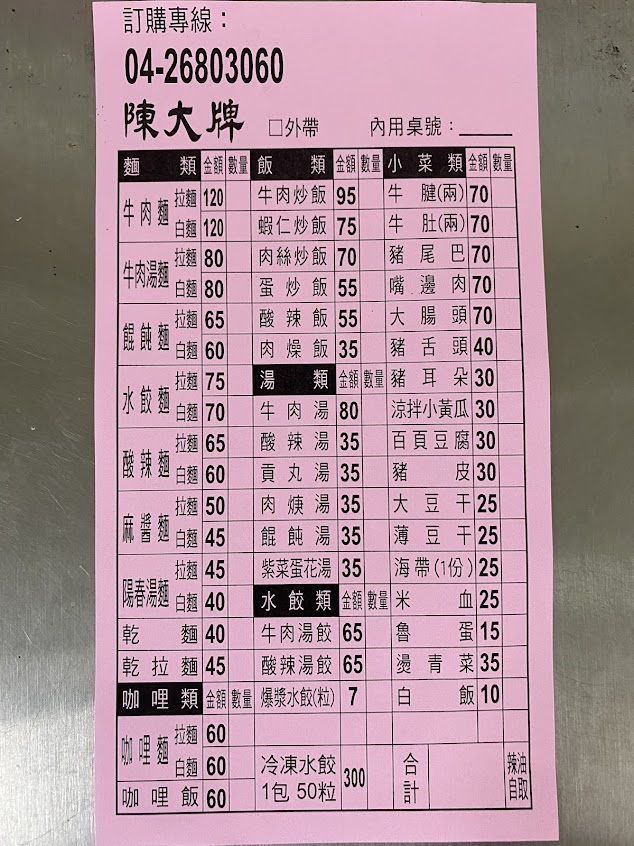 訂購專線：
04-26803060
陳大牌 □外帶 內用桌號：
麵類 金額 數量 飯類 金額 數量 小菜類 金額 數量
牛肉麵 拉麵 120 牛肉炒飯 95 牛腱(兩) 70
白麵 120 蝦仁炒飯 75 牛肚(兩) 70
牛肉湯麵 拉麵 80 肉絲炒飯 70 豬尾巴 70
白麵 80 蛋炒飯 55 嘴邊肉 70
餛飩麵 拉麵 65 酸辣飯 55 大腸頭 70
白麵 60 肉燥飯 35 豬舌頭 40
水餃麵 拉麵 75 湯類 金額 數量 豬耳朵 30
白麵 70 牛肉湯 80 涼拌小黃瓜 30
酸辣麵 拉麵 65 酸辣湯 35 百頁豆腐 30
白麵 60 貢丸湯 35 豬皮 30
麻醬麵 拉麵 50 肉焿湯 35 大豆干 25
白麵 45 餛飩湯 35 薄豆干 25
陽春湯麵 拉麵 45 紫菜蛋花湯 35 海帶(1份) 25
白麵 40 水餃類 金額 數量 米血 25
乾麵 40 牛肉湯餃 65 魯蛋 15
乾拉麵 45 酸辣湯餃 65 燙青菜 35
咖哩類 金額 數量 爆漿水餃(粒) 7 白飯 10
咖哩麵 拉麵 60
白麵 60 冷凍水餃 300 合計 辣油自取
咖哩飯 60 1包 50粒